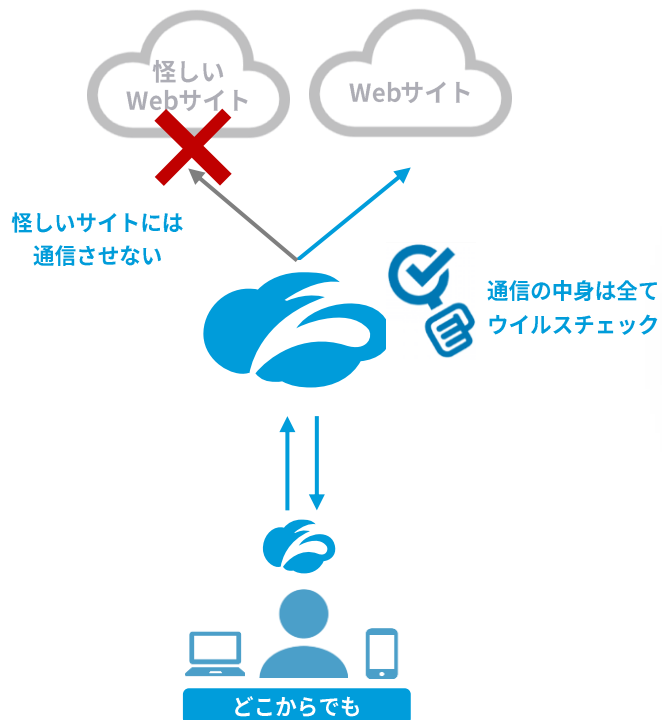 怪しい
Webサイト
Webサイト
怪しいサイトには
通信させない
通信の中身は全て
ウイルスチェック
どこからでも